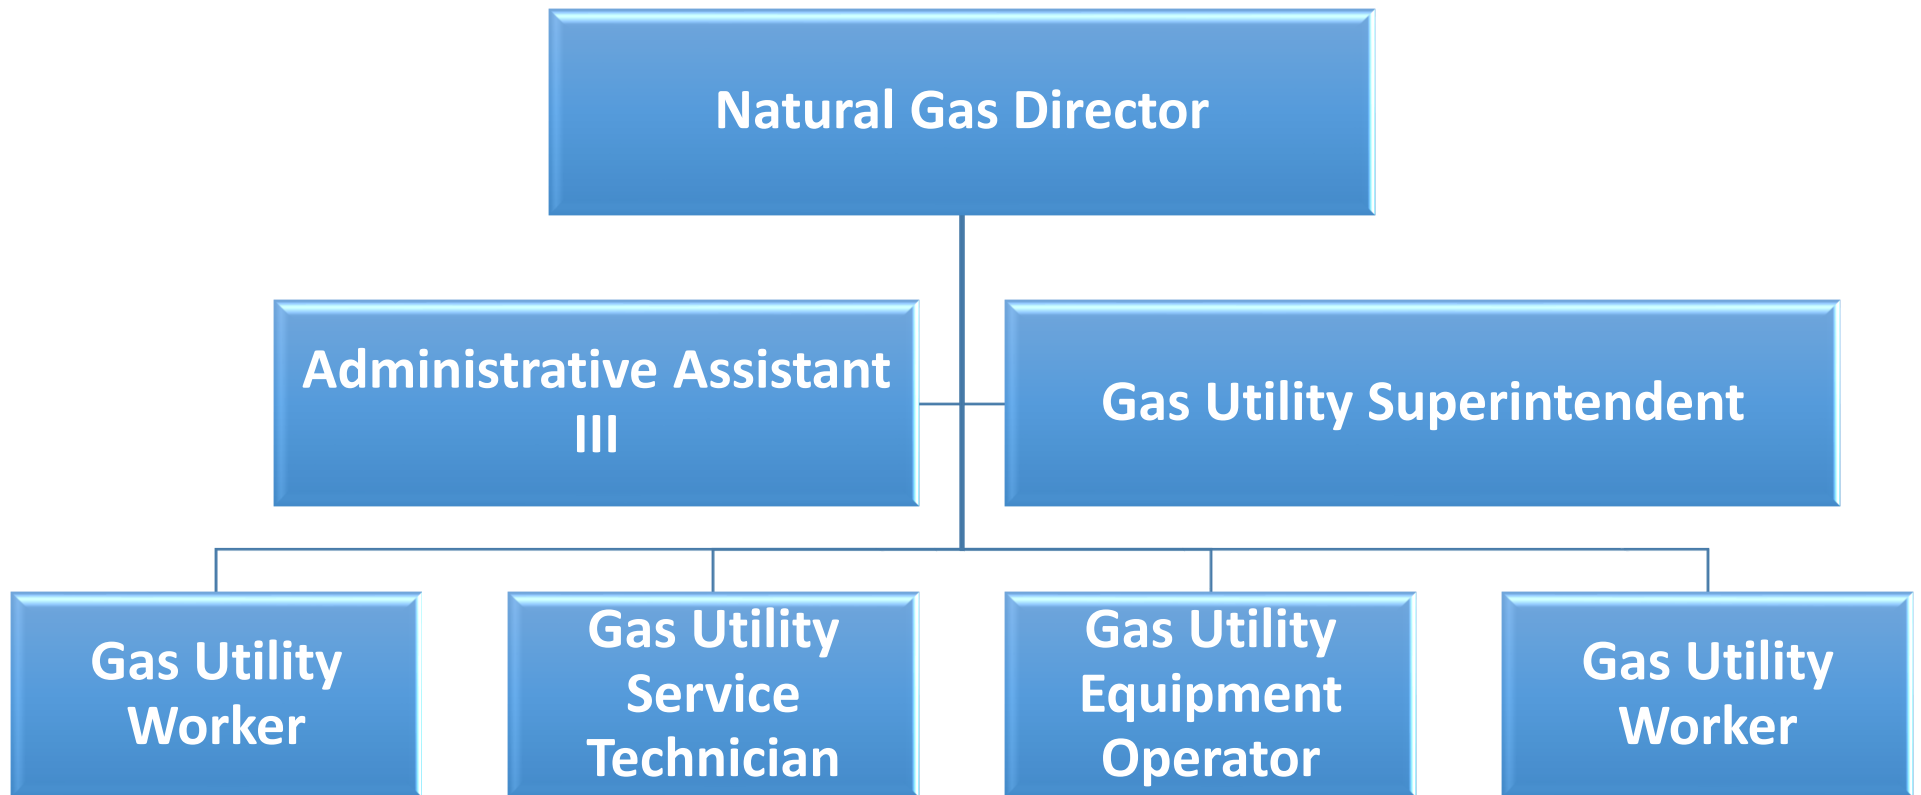 Natural Gas Director
Administrative Assistant
III
Gas Utility Superintendent
Gas Utility
Worker
Gas Utility
Service
Technician
Gas Utility
Equipment
Operator
Gas Utility
Worker